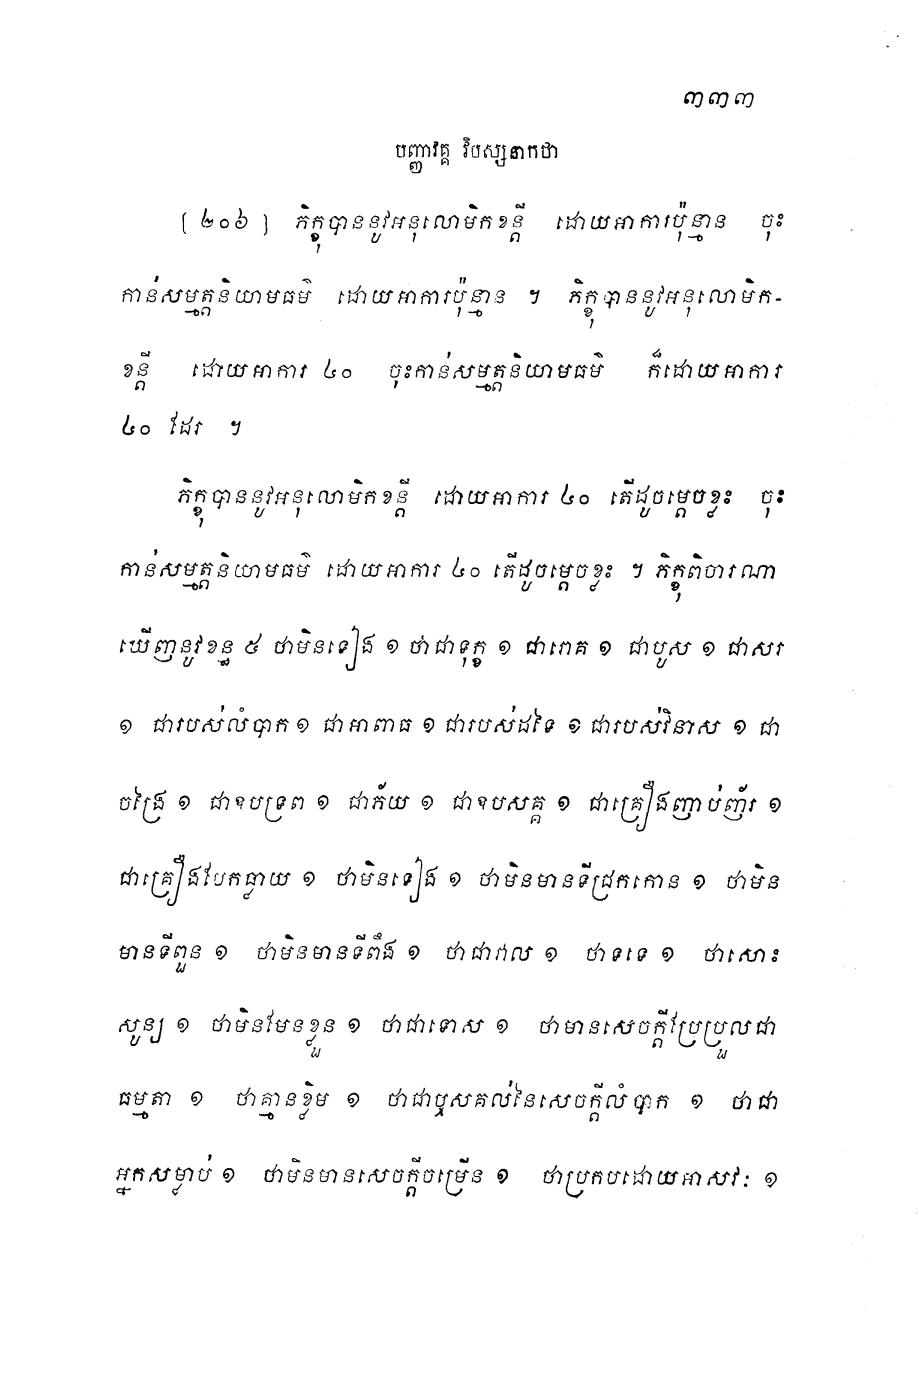 ៣៣៣
បញ្ញាវគ្គ វិបស្សនាកថា
[ ២០៦ ] ភិក្ខុបាននូវអនុលោមិកខន្តី ដោយអាការប៉ុន្មាន ចុះ
កាន់សម្មត្តនិយាមធម៌ ដោយអាការប៉ុន្មាន ។ ភិក្ខុបាននូវអនុលោមិក-
ខន្តី ដោយអាការ ៤០ ចុះកាន់សម្មត្តនិយាមធម៌ ក៏ដោយអាការ
៤០ ដែរ ។
ភិក្ខុបាននូវអនុលោមិកខន្តី ដោយអាការ ៤០ តើដូចម្តេចខ្លះ ចុះ
កាន់សម្មត្តនិយាមធម៌ ដោយអាការ ៤០ តើដូចម្តេចខ្លះ ។ ភិក្ខុពិចារណា
ឃើញនូវខន្ធ ៥ ថាមិនទៀង ១ ថាជាទុក្ខ ១ ជារោគ ១ ជាបូស ១ ជាសរ
១ ជារបស់លំបាក ១ ជាអាពាធ ១ ជារបស់ដទៃ ១ ជារបស់វិនាស ១ ជា
ចង្រៃ ១ ជាឧបទ្រព ១ ជាភ័យ ១ ជាឧបសគ្គ ១ ជាគ្រឿងញាប់ញ័រ ១
ជាគ្រឿងបែកធ្លាយ ១ ថាមិនទៀង ១ ថាមិនមានទីជ្រកកោន ១ ថាមិន
មានទីពួន ១ ថាមិនមានទីពឹង ១ ថាជារាល ១ ថាទទេ ១ ថាសោះ
សូន្យ ១ ថាមិនមែនខ្លួន ១ ថាជាទោស ១ ថាមានសេចក្តីប្រែប្រួលជា
ធម្មតា ១ ថាគ្មានខ្លឹម ១ ថាជាឫសគល់នៃសេចក្តីលំបាក ១ ថាជា
អ្នកសម្លាប់ ១ ថាមិនមានសេចក្តីចម្រើន ១ ថាប្រកបដោយអាសវៈ ១